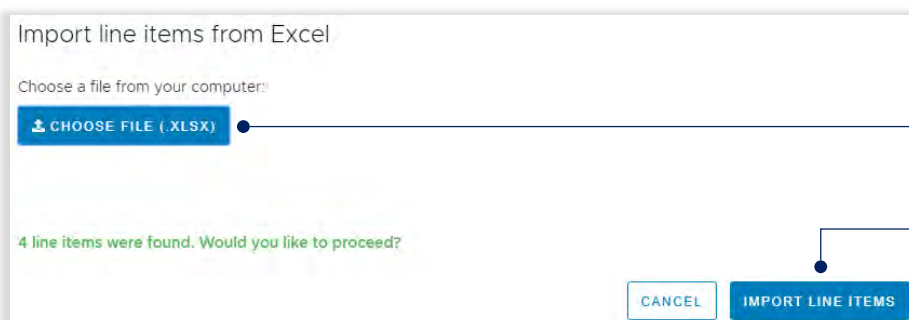 Import line items from Excel
Choose a file from your computer:
CHOOSE FILE (.XLSX)
4 line items were found. Would you like to proceed?
CANCEL IMPORT LINE ITEMS